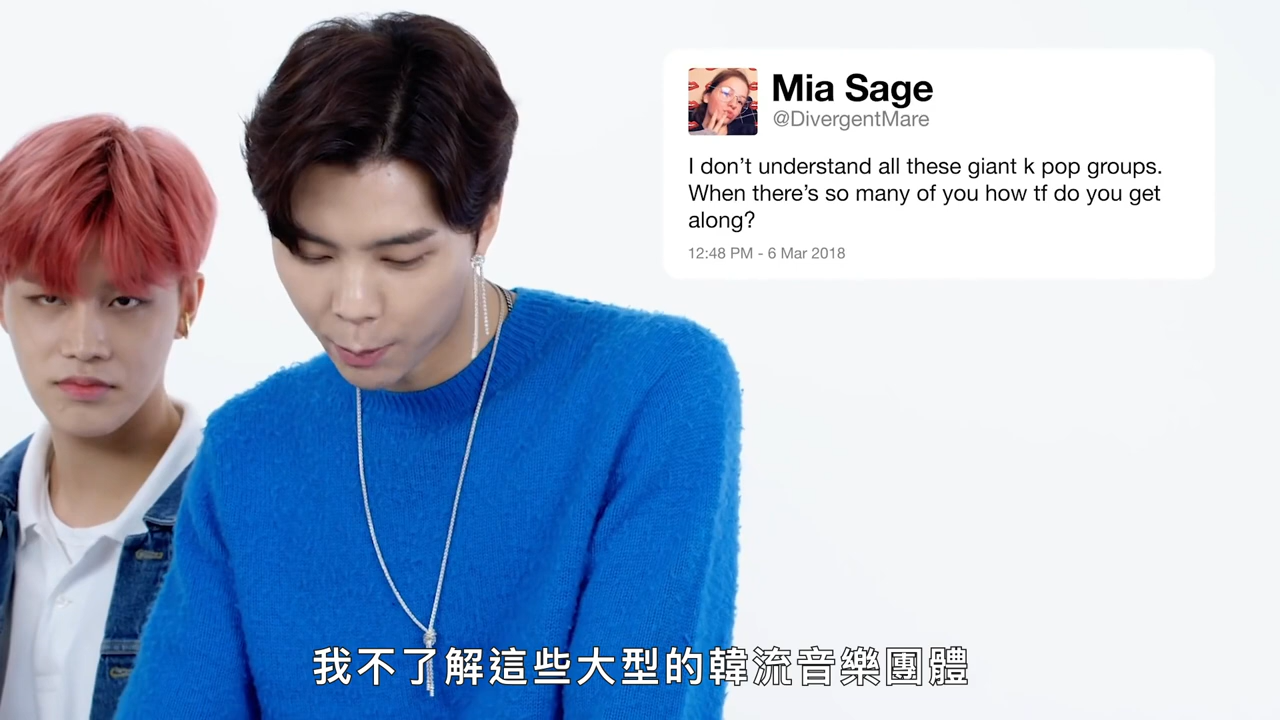 Mia Sage
@DivergentMare
I don’t understand all these giant k pop groups.
When there’s so many of you how tf do you get
along?
12:48 PM - 6 Mar 2018
我不了解這些大型的韓流音樂團體